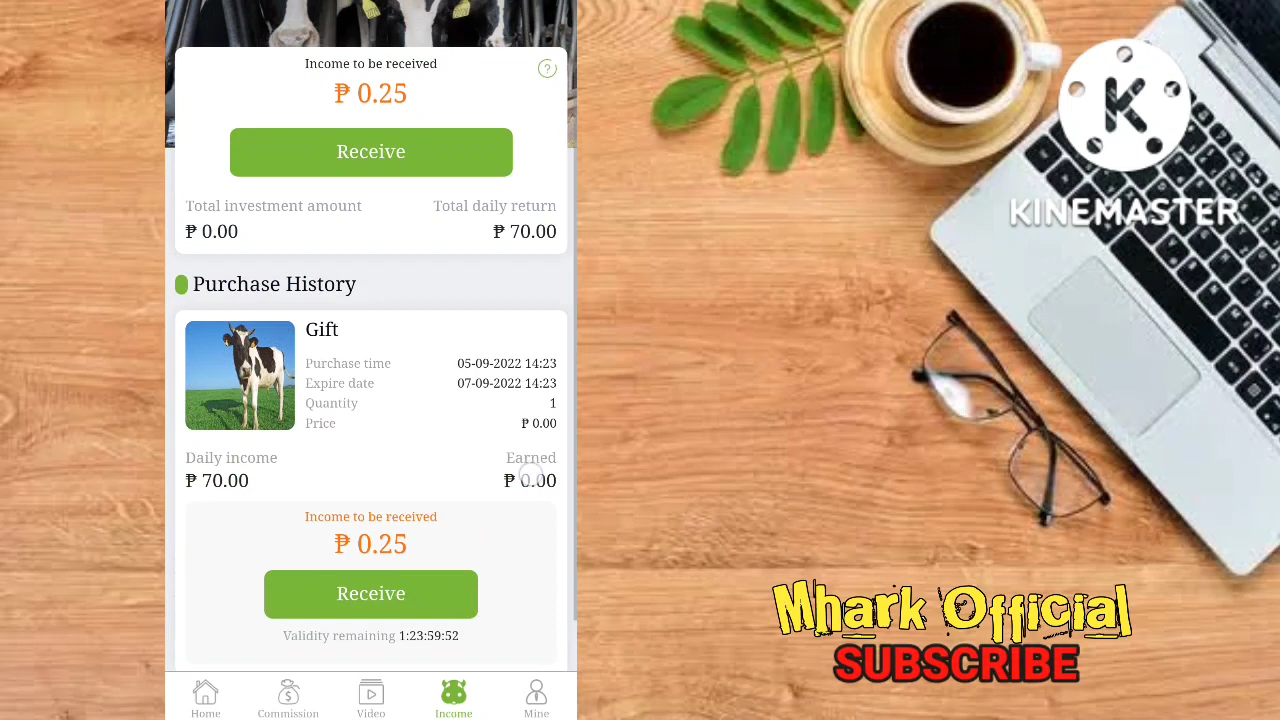 Income to be received
?
₱ 0.25
Receive
Total investment amount
Total daily return
₱ 0.00
₱ 70.00
Purchase History
Gift
Purchase time 05-09-2022 14:23
Expire date 07-09-2022 14:23
Quantity 1
Price ₱ 0.00
Daily income
Earned
₱ 70.00
₱ 0.00
Income to be received
₱ 0.25
Receive
Validity remaining 1:23:59:52
Home
Commission
Video
Income
Mine
K
KINEMASTER
Mhark Official
SUBSCRIBE